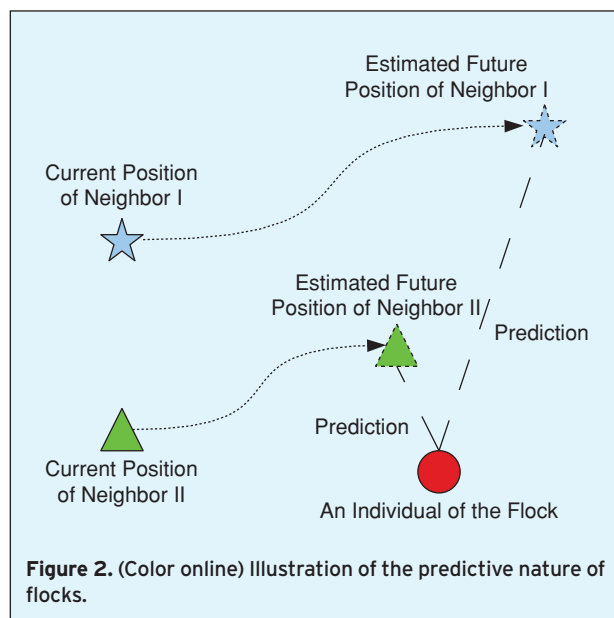 Estimated Future
Position of Neighbor I
Current Position
of Neighbor I
Estimated Future
Position of Neighbor II
Prediction
Prediction
Current Position
of Neighbor II
An Individual of the Flock
Figure 2. (Color online) Illustration of the predictive nature of
flocks.